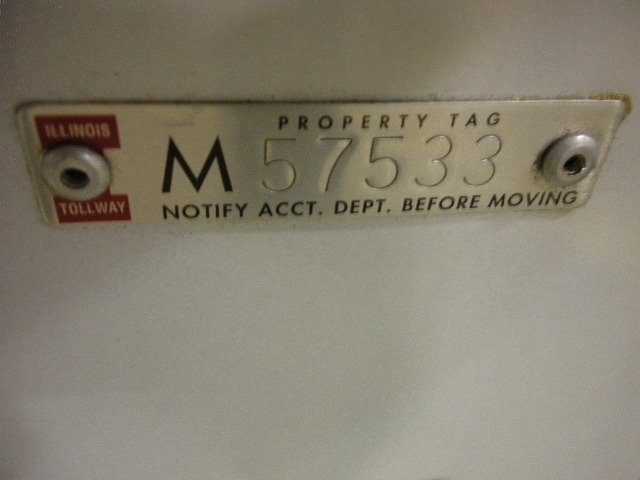 ILLINOIS
TOLLWAY
PROPERTY TAG
M 57533
NOTIFY ACCT. DEPT. BEFORE MOVING